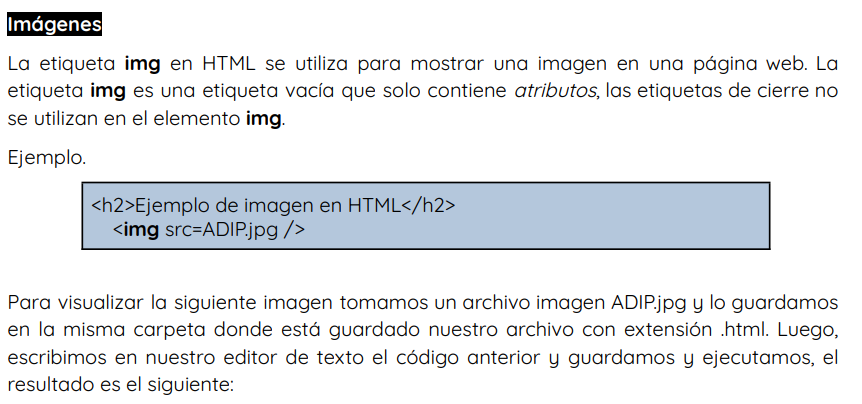 Imágenes
La etiqueta img en HTML se utiliza para mostrar una imagen en una página web. La
etiqueta img es una etiqueta vacía que solo contiene atributos, las etiquetas de cierre no
se utilizan en el elemento img.
Ejemplo.
<h2>Ejemplo de imagen en HTML</h2>
<img src=ADIP.jpg />
Para visualizar la siguiente imagen tomamos un archivo imagen ADIP.jpg y lo guardamos
en la misma carpeta donde está guardado nuestro archivo con extensión .html. Luego,
escribimos en nuestro editor de texto el código anterior y guardamos y ejecutamos, el
resultado es el siguiente: